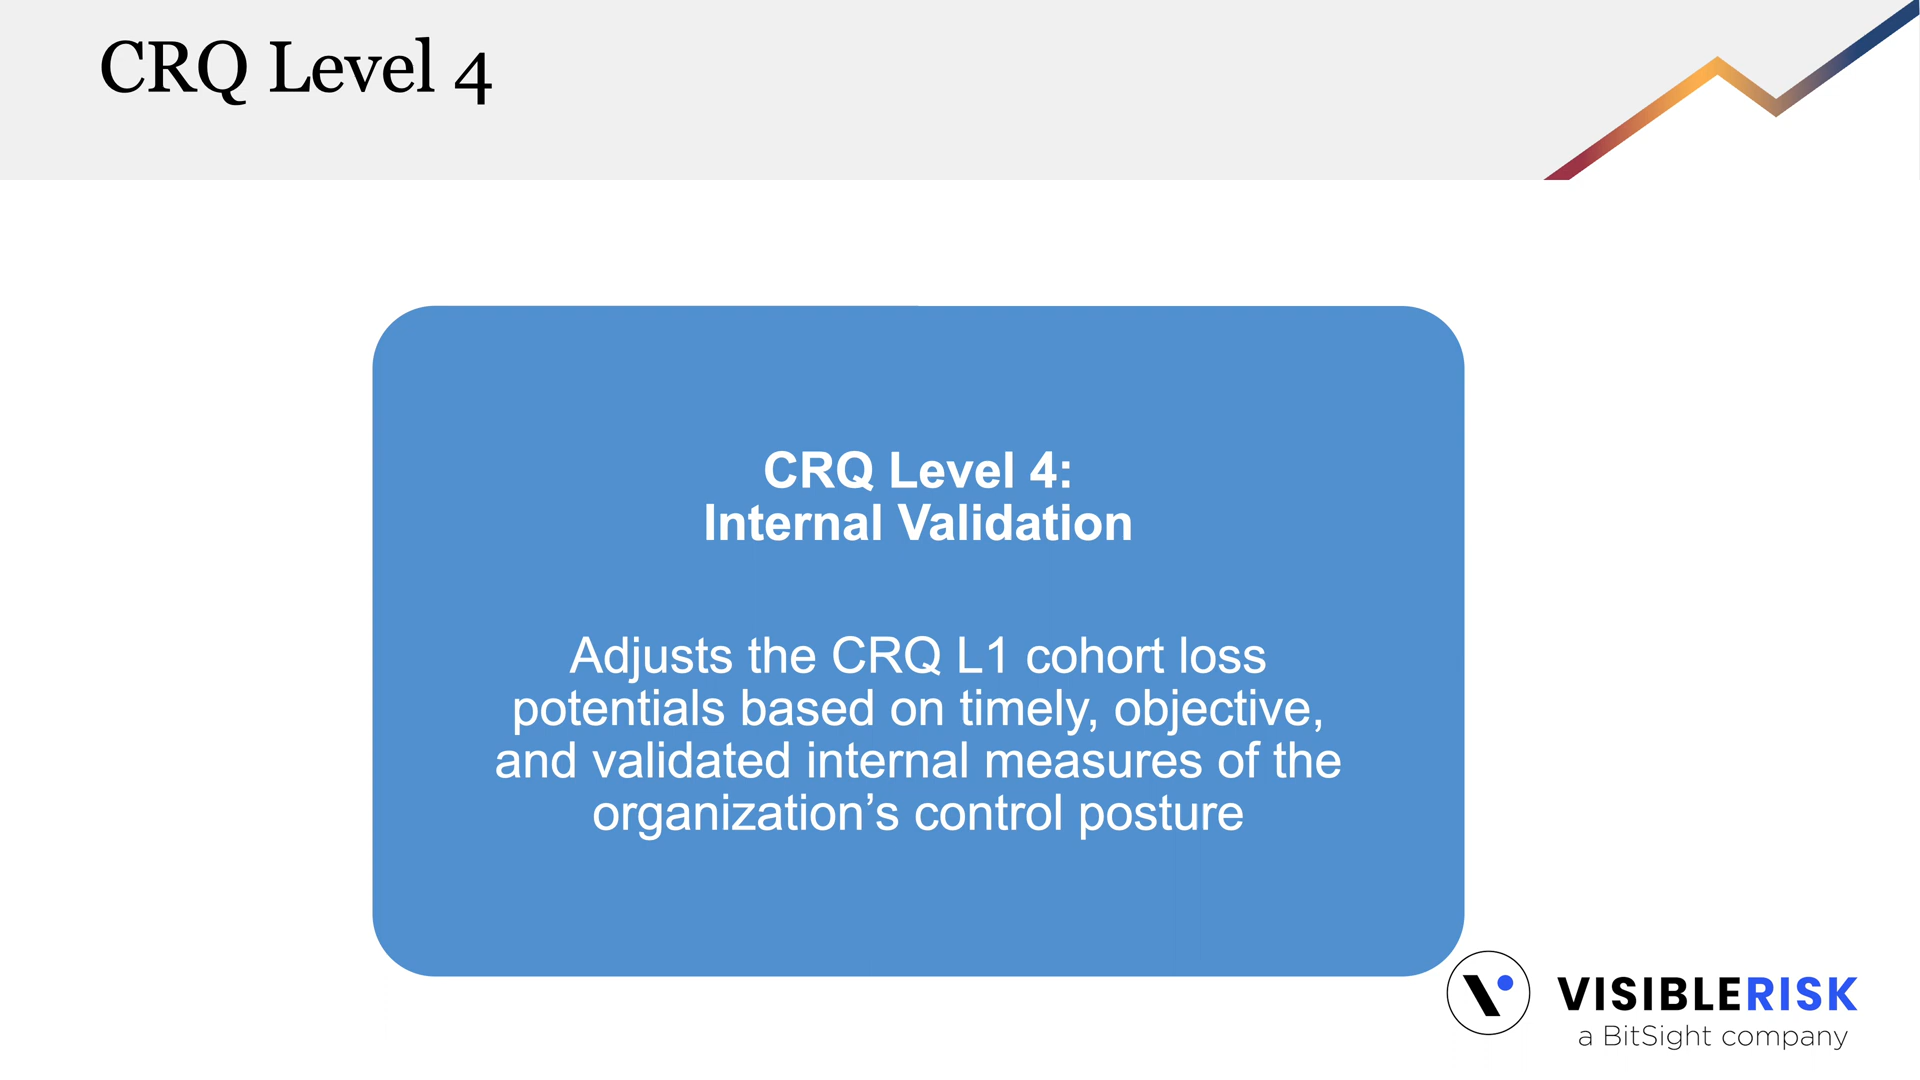 CRQ Level 4
CRQ Level 4:
Internal Validation
Adjusts the CRQ L1 cohort loss
potentials based on timely, objective,
and validated internal measures of the
organization’s control posture
VISIBLERISK
a BitSight company